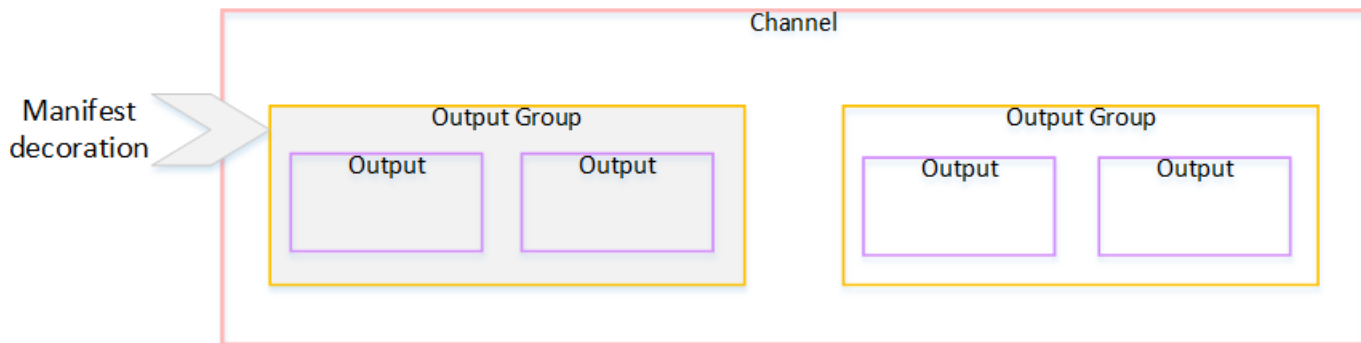 Channel
Manifest
decoration
Output Group
Output Group
Output
Output
Output
Output